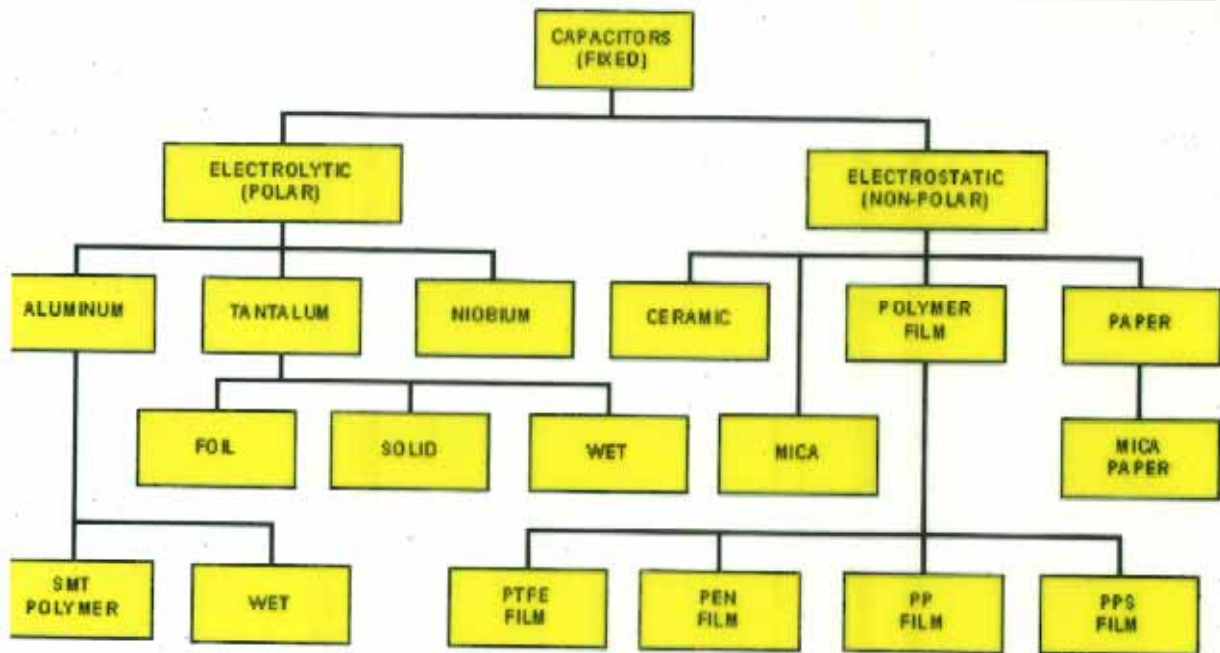 CAPACITORS
(FIXED)
ELECTROLYTIC
(POLAR)
ELECTROSTATIC
(NON-POLAR)
ALUMINUM
TANTALUM
NIOBIUM
CERAMIC
POLYMER
FILM
PAPER
FOIL
SOLID
WET
MICA
MICA
PAPER
SMT
POLYMER
WET
PTFE
FILM
PEN
FILM
PP
FILM
PPS
FILM